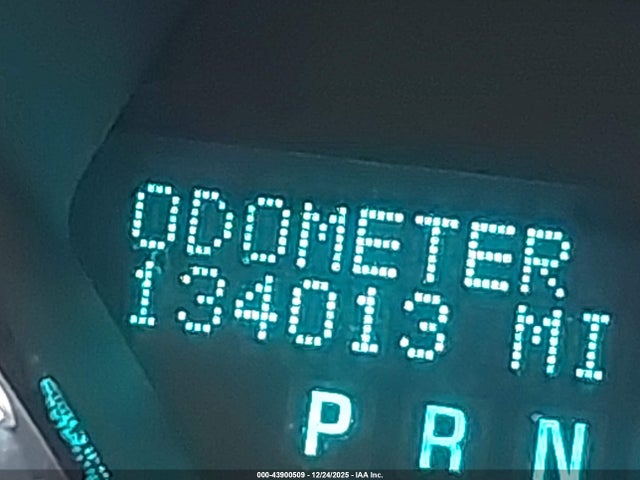 ODOMETER
134013 MI
P R N
000-43900509 - 12/24/2025 - IAA Inc.